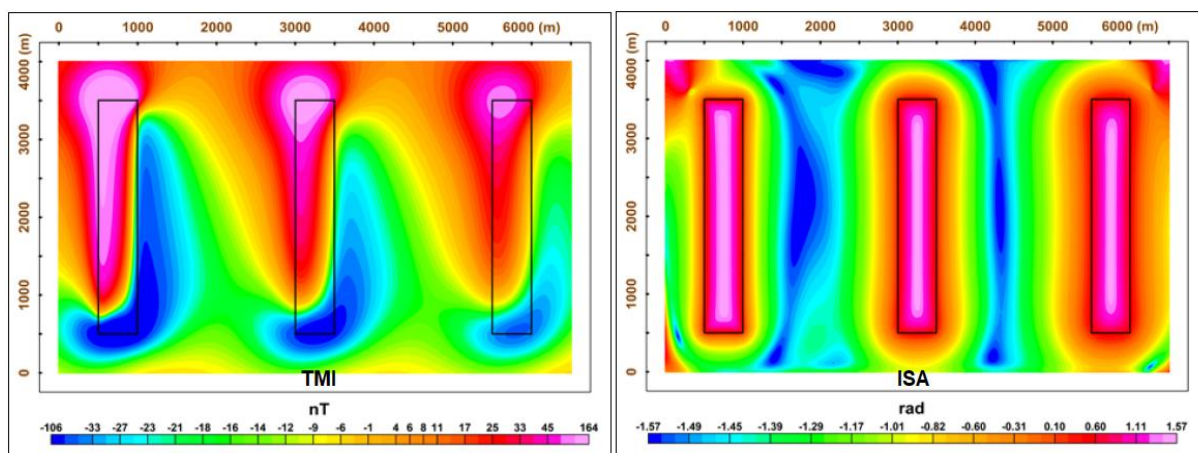 0 1000 2000 3000 4000 5000 6000 (m)
4000 (m)
3000
2000
1000
0
TMI
nT
-106 -33 -27 -23 -21 -18 -16 -14 -12 -9 -6 -1 4 6 8 11 17 25 33 45 164
0 1000 2000 3000 4000 5000 6000 (m)
4000 (m)
3000
2000
1000
0
ISA
rad
-1.57 -1.49 -1.45 -1.39 -1.29 -1.17 -1.01 -0.82 -0.60 -0.31 0.10 0.60 1.11 1.57